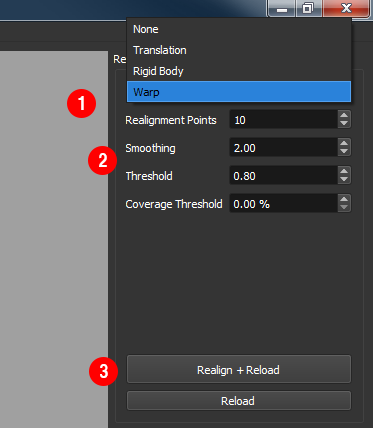 None
Re
Translation
Rigid Body
1
Warp
Realignment Points 10
2
Smoothing 2.00
Threshold 0.80
Coverage Threshold 0.00 %
3
Realign + Reload
Reload